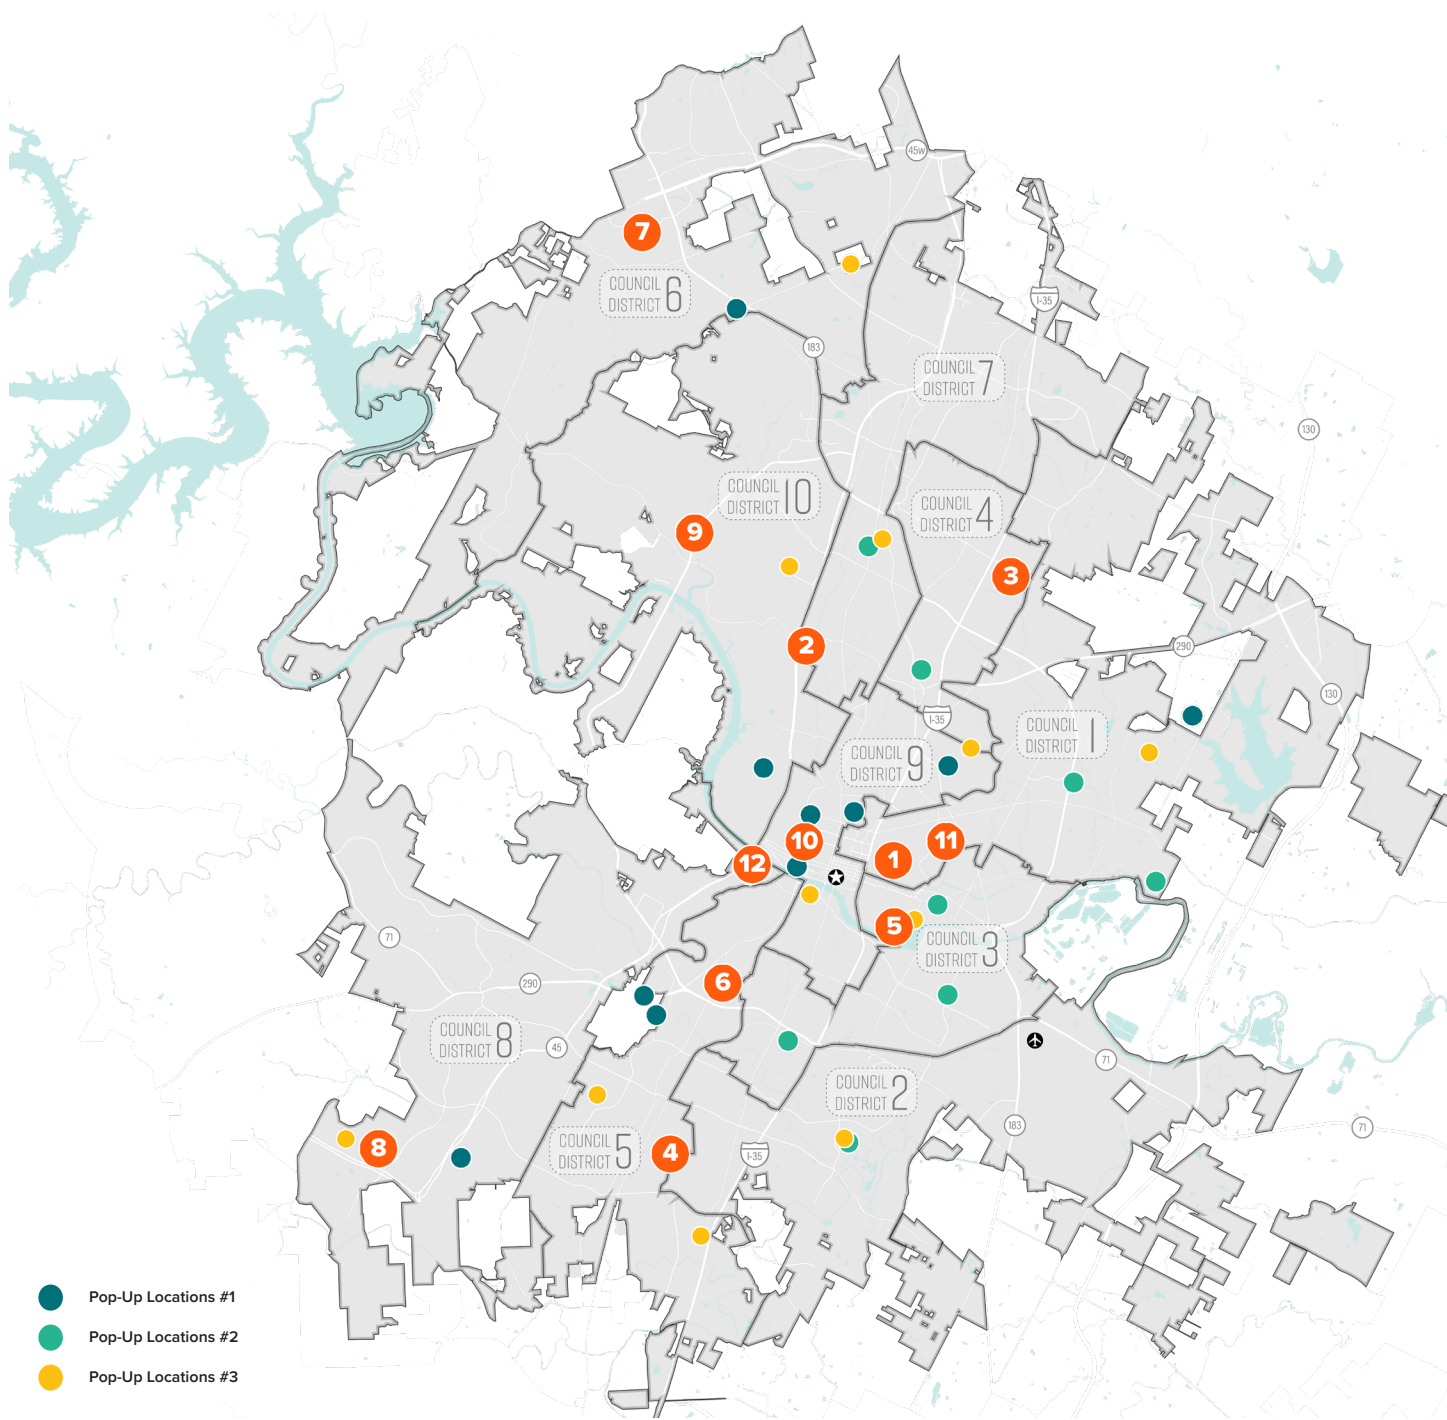 45W
7
COUNCIL
DISTRICT 6
I-35
183
COUNCIL
DISTRICT 7
130
COUNCIL
DISTRICT 10
COUNCIL
DISTRICT 4
9
3
2
290
130
I-35
COUNCIL
DISTRICT 1
COUNCIL
DISTRICT 9
10
11
12
1
5
71
COUNCIL
DISTRICT 3
290
6
COUNCIL
DISTRICT 8
45
71
COUNCIL
DISTRICT 2
183
71
8
COUNCIL
DISTRICT 5
4
I-35
Pop-Up Locations #1
Pop-Up Locations #2
Pop-Up Locations #3